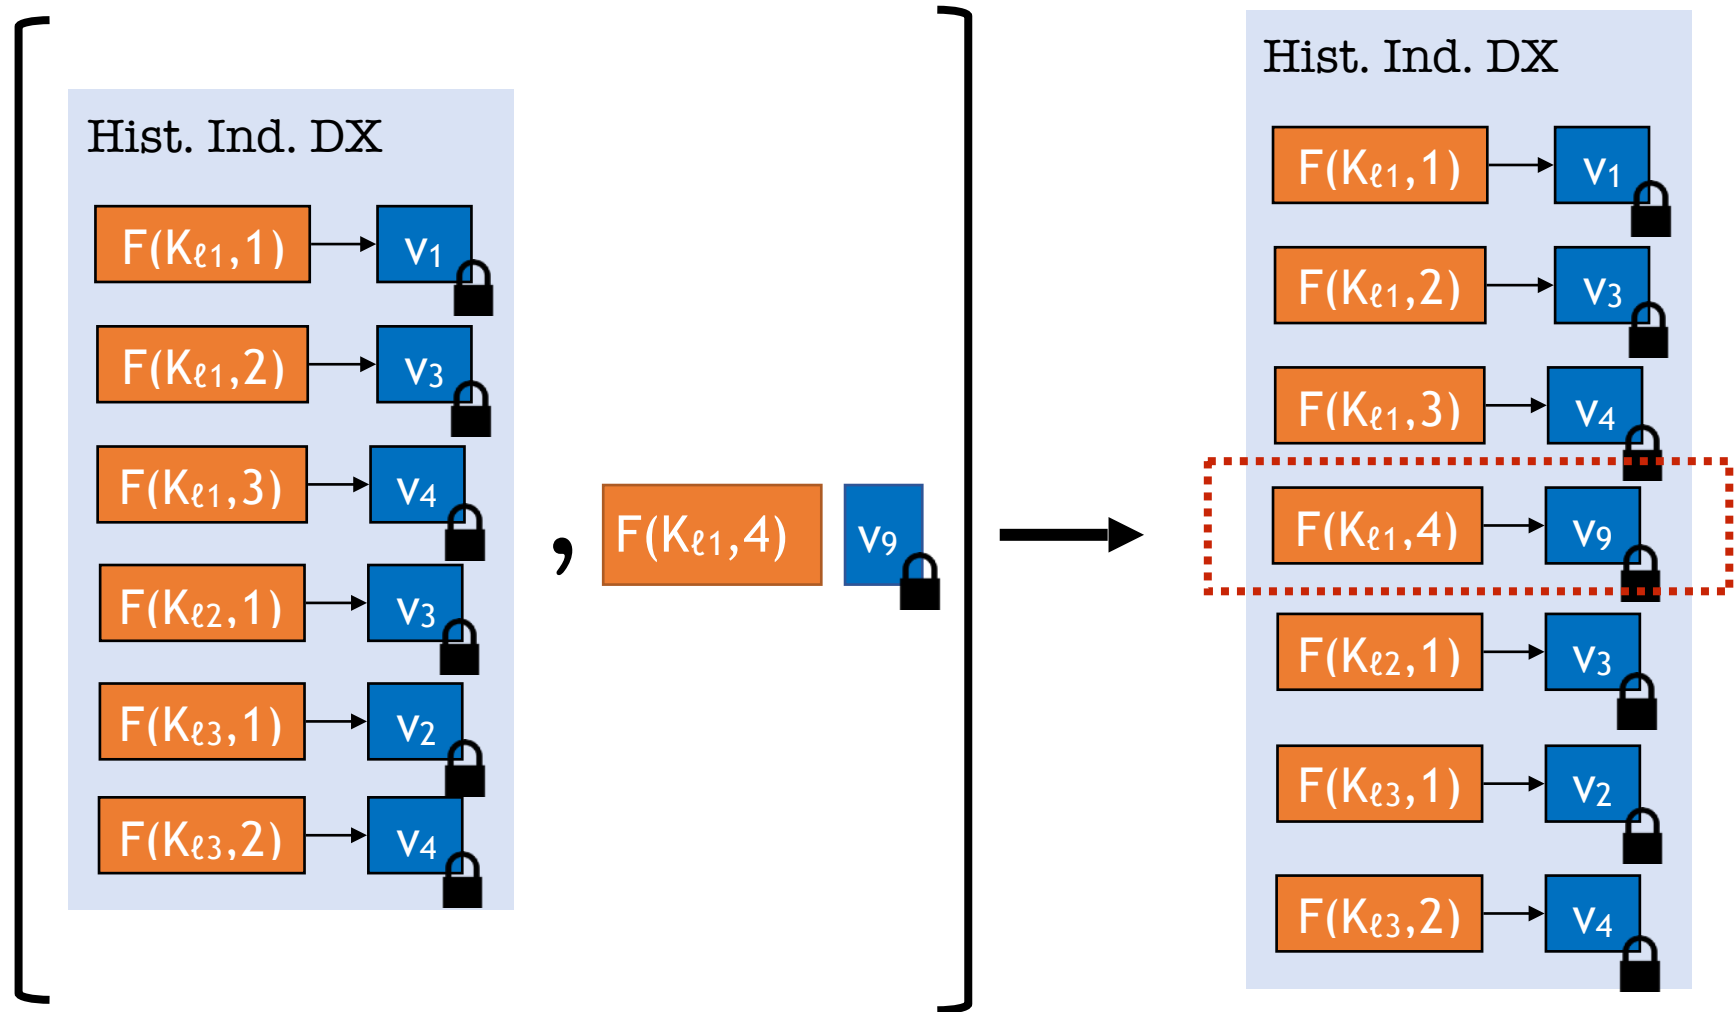 Hist. Ind. DX
F(Kℓ1,1) v1
F(Kℓ1,2) v3
F(Kℓ1,3) v4
F(Kℓ2,1) v3
F(Kℓ3,1) v2
F(Kℓ3,2) v4
, F(Kℓ1,4) v9
Hist. Ind. DX
F(Kℓ1,1) v1
F(Kℓ1,2) v3
F(Kℓ1,3) v4
F(Kℓ1,4) v9
F(Kℓ2,1) v3
F(Kℓ3,1) v2
F(Kℓ3,2) v4